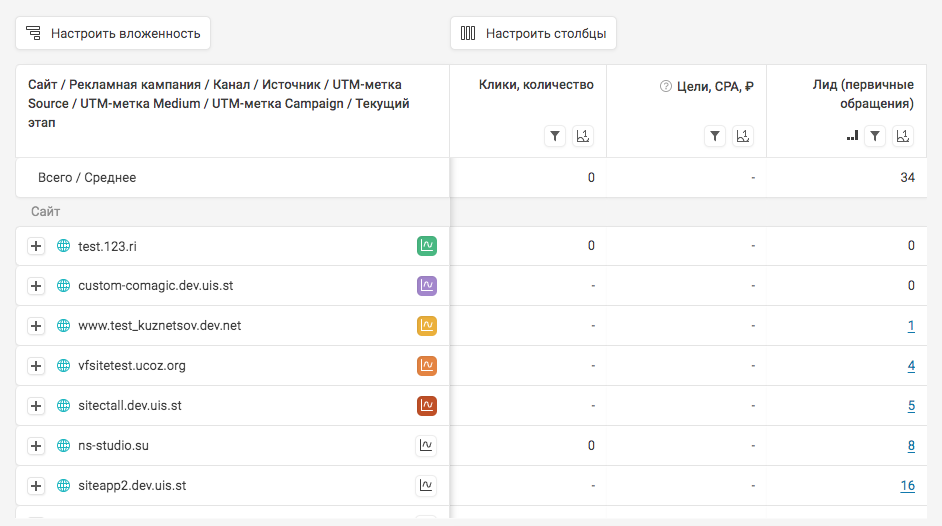 Настроить вложенность
Настроить столбцы
Сайт / Рекламная кампания / Канал / Источник / UTM-метка
Source / UTM-метка Medium / UTM-метка Campaign / Текущий
этап
Клики, количество
? Цели, CPA, ₽
Лид (первичные
обращения)
1
1
1
Всего / Среднее 0 - 34
Сайт
test.123.ri 0 - 0
custom-comagic.dev.uis.st - - 0
www.test_kuznetsov.dev.net - - 1
vfsitetest.ucoz.org - - 4
sitectall.dev.uis.st - - 5
ns-studio.su 0 - 8
siteapp2.dev.uis.st - - 16